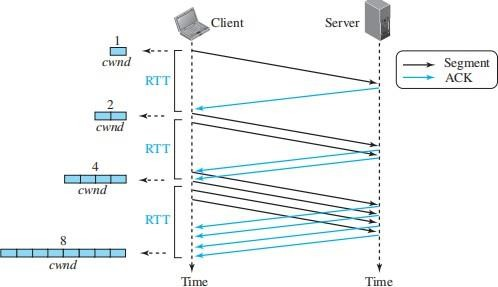 Client
Server
Segment
ACK
1
cwnd
RTT
2
cwnd
RTT
4
cwnd
RTT
8
cwnd
Time
Time